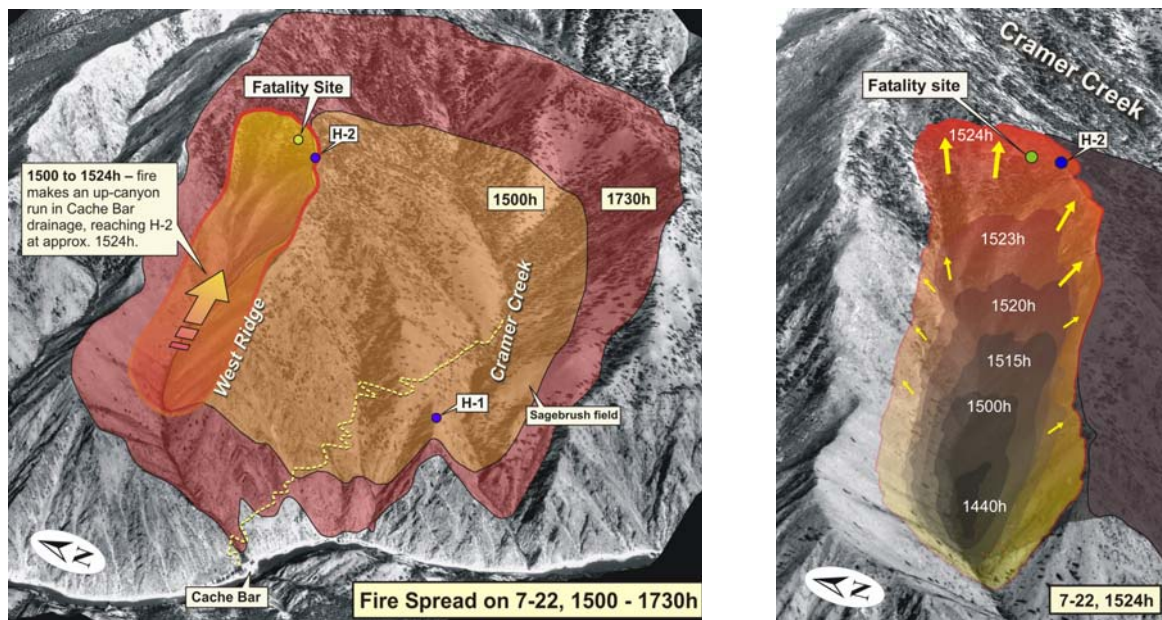 Fatality Site
H-2
1500 to 1524h – fire
makes an up-canyon
run in Cache Bar
drainage, reaching H-2
at approx. 1524h.
1500h
1730h
West Ridge
Cramer Creek
H-1
Sagebrush field
N
Cache Bar
Fire Spread on 7-22, 1500 - 1730h
Cramer Creek
Fatality site
1524h
H-2
1523h
1520h
1515h
1500h
1440h
N
7-22, 1524h